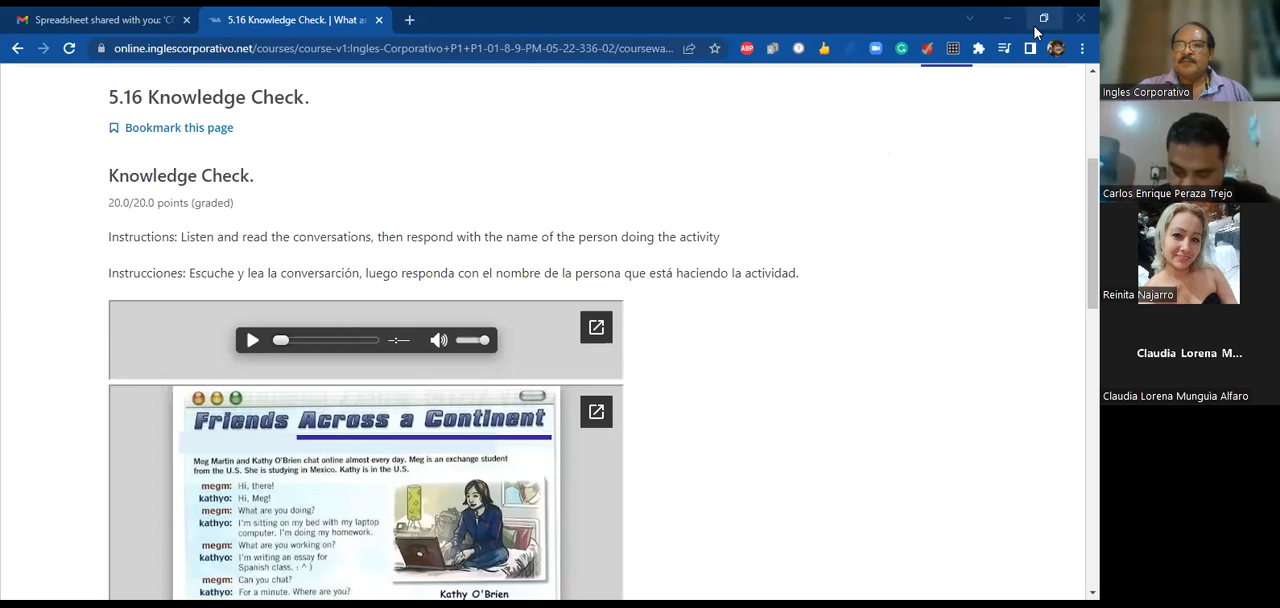 Spreadsheet shared with you: 'CC
5.16 Knowledge Check. | What ar
online.inglescorporativo.net/courses/course-v1:Ingles-Corporativo+P1+P1-01-8-9-PM-05-22-336-02/coursewa...
ABP
5.16 Knowledge Check.
Bookmark this page
Knowledge Check.
20.0/20.0 points (graded)
Instructions: Listen and read the conversations, then respond with the name of the person doing the activity
Instrucciones: Escuche y lea la conversarción, luego responda con el nombre de la persona que está haciendo la actividad.
--:--
Friends Across a Continent
Meg Martin and Kathy O'Brien chat online almost every day. Meg is an exchange student
from the U.S. She is studying in Mexico. Kathy is in the U.S.
megm: Hi, there!
kathyo: Hi, Meg!
megm: What are you doing?
kathyo: I'm sitting on my bed with my laptop
computer. I'm doing my homework.
megm: What are you working on?
kathyo: I'm writing an essay for
Spanish class. : ^ )
megm: Can you chat?
kathyo: For a minute. Where are you?
Kathy O'Brien
Ingles Corporativo
Carlos Enrique Peraza Trejo
Reinita Najarro
Claudia Lorena M...
Claudia Lorena Munguia Alfaro